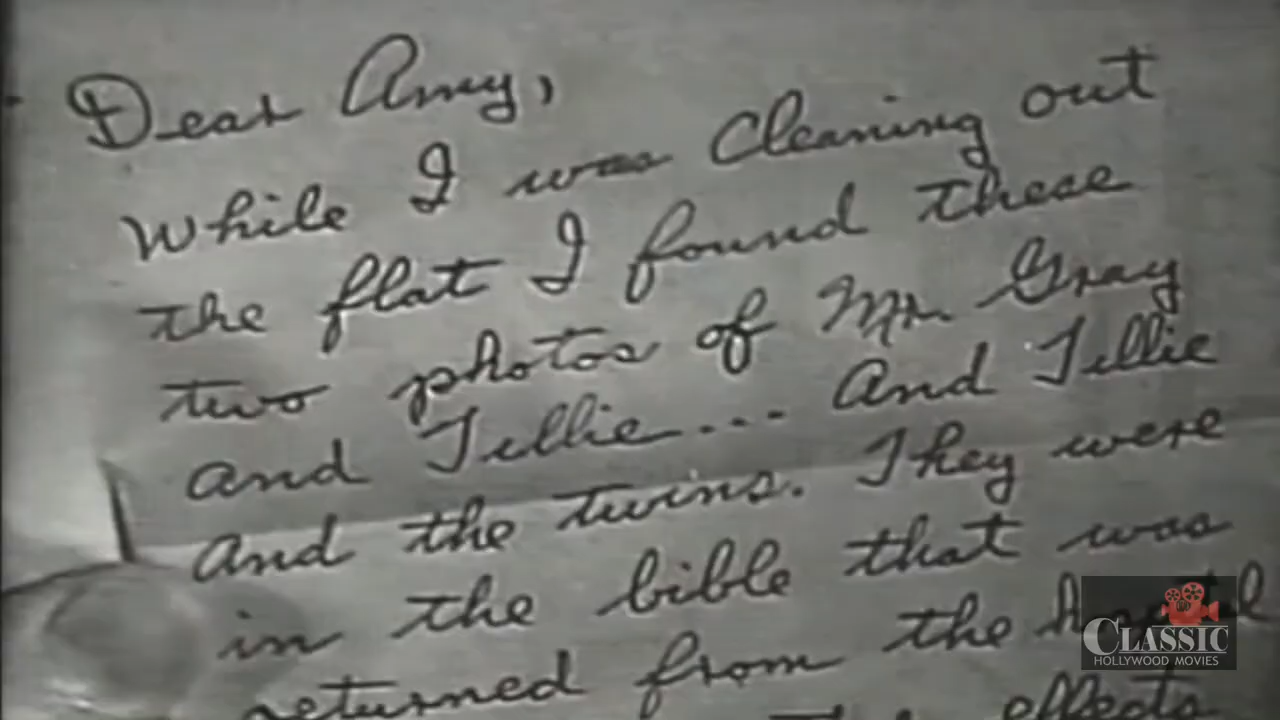 Dear Amy,
While I was Cleaning out
the flat I found these
two photos of Mr. Gray
and Tillie... And Tillie
And the twins. They were
in the bible that was
returned from the
effects
CLASSIC
HOLLYWOOD MOVIES